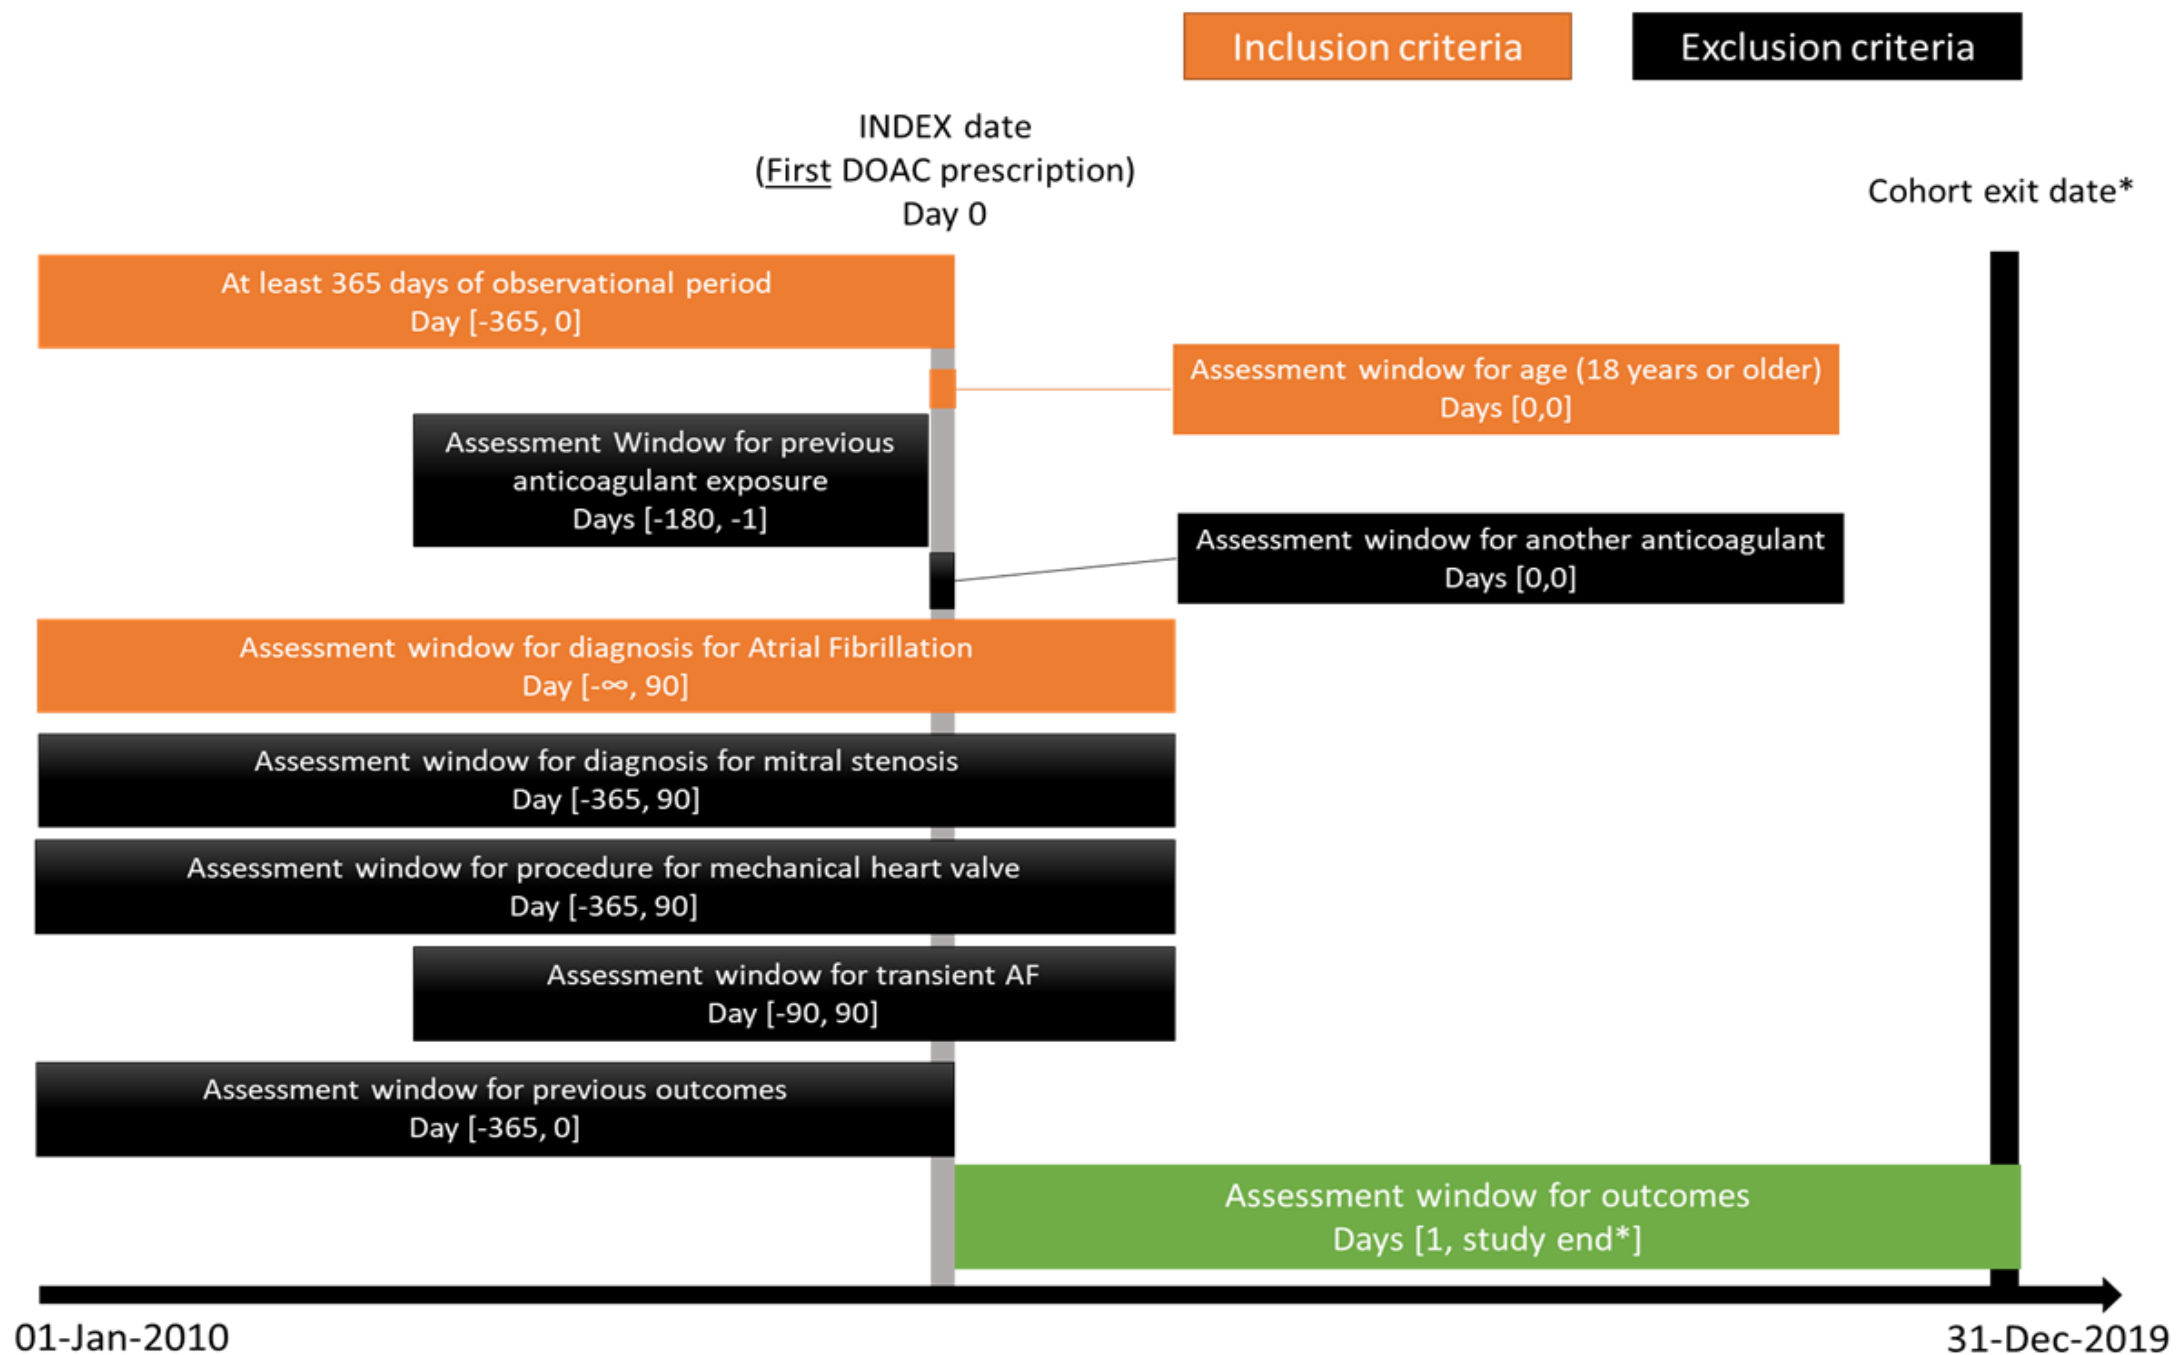 Inclusion criteria
Exclusion criteria
INDEX date
(First DOAC prescription)
Day 0
Cohort exit date*
At least 365 days of observational period
Day [-365, 0]
Assessment window for age (18 years or older)
Days [0,0]
Assessment Window for previous
anticoagulant exposure
Days [-180, -1]
Assessment window for another anticoagulant
Days [0,0]
Assessment window for diagnosis for Atrial Fibrillation
Day [-∞, 90]
Assessment window for diagnosis for mitral stenosis
Day [-365, 90]
Assessment window for procedure for mechanical heart valve
Day [-365, 90]
Assessment window for transient AF
Day [-90, 90]
Assessment window for previous outcomes
Day [-365, 0]
Assessment window for outcomes
Days [1, study end*]
01-Jan-2010
31-Dec-2019